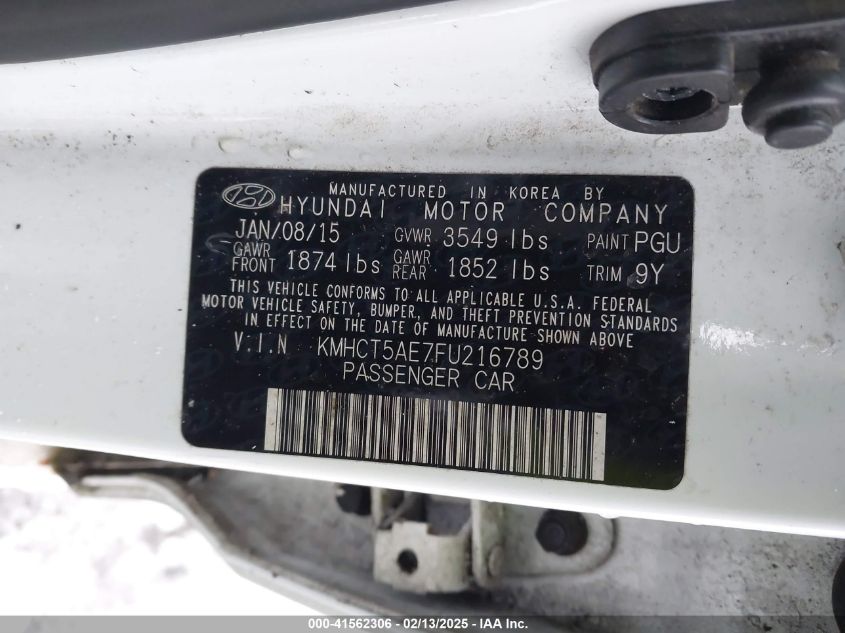 MANUFACTURED IN KOREA BY
HYUNDAI MOTOR COMPANY
JAN/08/15 GVWR 3549 lbs PAINT PGU
GAWR FRONT 1874 lbs GAWR REAR 1852 lbs TRIM 9Y
THIS VEHICLE CONFORMS TO ALL APPLICABLE U.S.A. FEDERAL
MOTOR VEHICLE SAFETY, BUMPER, AND THEFT PREVENTION STANDARDS
IN EFFECT ON THE DATE OF MANUFACTURE SHOWN ABOVE
V.I.N KMHCT5AE7FU216789
PASSENGER CAR
000-41562306 - 02/13/2025 - IAA Inc.